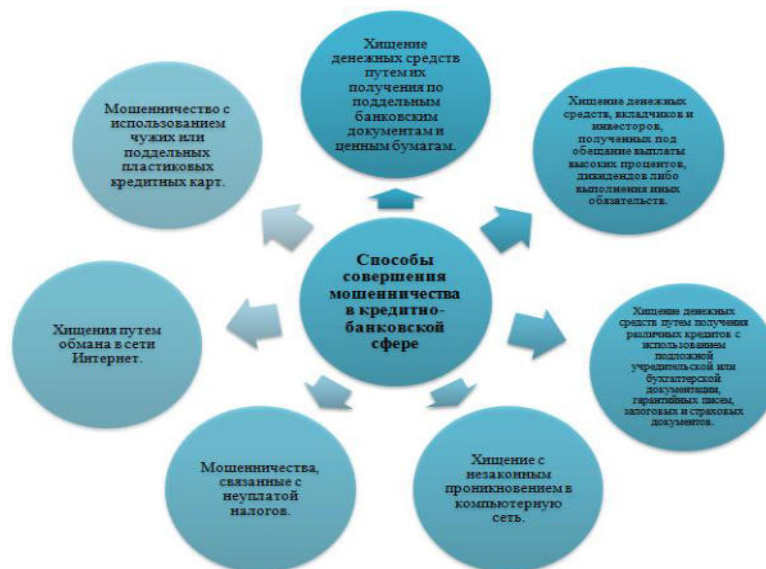 Хищение
денежных средств
путем их
получения по
поддельным
банковским
документам и
ценным бумагам.
Хищение денежных
средств, вкладчиков и
инвесторов,
полученных под
обещание выплаты
высоких процентов,
дивидендов либо
выполнения иных
обязательств.
Хищение денежных
средств путем получения
различных кредитов с
использованием
подложной
учредительской или
бухгалтерской
документации,
гарантийных писем,
залоговых и страховых
документов.
Хищение с
незаконным
проникновением в
компьютерную
сеть.
Мошенничества,
связанные с
неуплатой
налогов.
Хищения путем
обмана в сети
Интернет.
Мошенничество с
использованием
чужих или
поддельных
пластиковых
кредитных карт.
Способы
совершения
мошенничества
в кредитно-
банковской
сфере